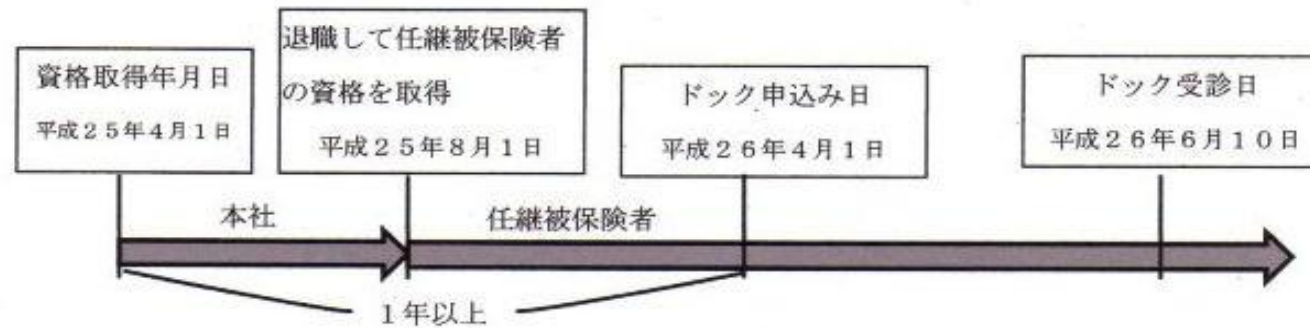 資格取得年月日
平成25年4月1日
退職して任継被保険者
の資格を取得
平成25年8月1日
ドック申込み日
平成26年4月1日
ドック受診日
平成26年6月10日
本社
任継被保険者
1年以上